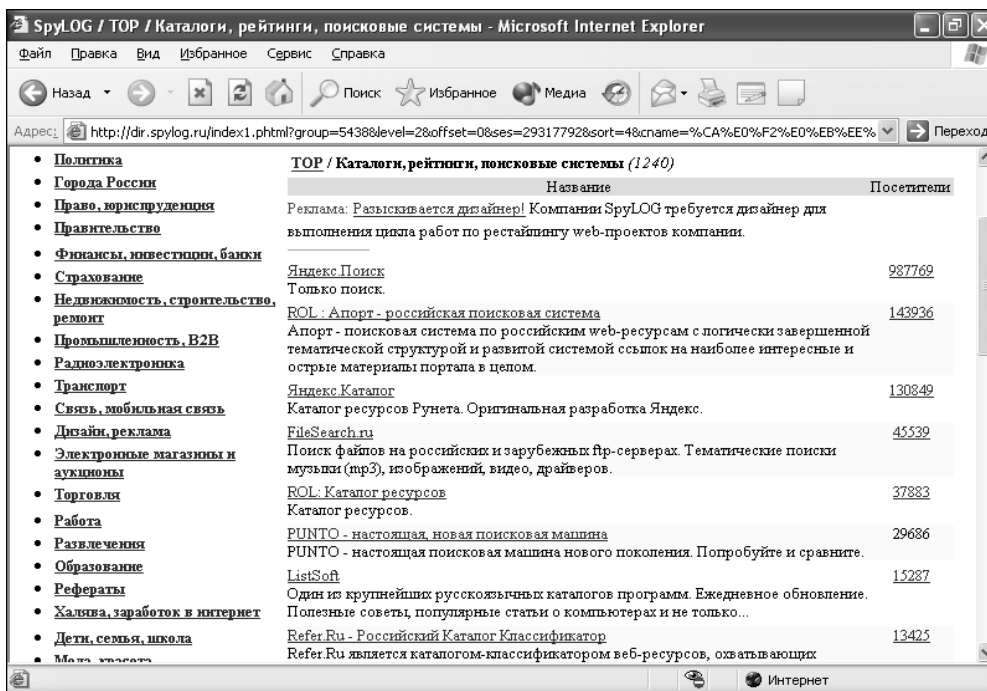 SpyLOG / TOP / Каталоги, рейтинги, поисковые системы - Microsoft Internet Explorer
Файл Правка Вид Избранное Сервис Справка
Назад Поиск Избранное Медиа
Адрес: http://dir.spylog.ru/index1.phtml?group=5438&level=2&offset=0&ses=29317792&sort=4&cname=%CA%E0%F2%E0%EB%EE% Переход
Политика
Города России
Право, юриспруденция
Правительство
Финансы, инвестиции, банки
Страхование
Недвижимость, строительство,
ремонт
Промышленность, B2B
Радиоэлектроника
Транспорт
Связь, мобильная связь
Дизайн, реклама
Электронные магазины и
аукционы
Торговля
Работа
Развлечения
Образование
Рефераты
Халява, заработок в интернет
Дети, семья, школа
Мода, красота
TOP / Каталоги, рейтинги, поисковые системы (1240)
Название Посетители
Реклама: Разыскивается дизайнер! Компании SpyLOG требуется дизайнер для
выполнения цикла работ по рестайлингу web-проектов компании.
Яндекс.Поиск 987769
Только поиск.
ROL : Апорт - российская поисковая система 143936
Апорт - поисковая система по российским web-ресурсам с логически завершенной
тематической структурой и развитой системой ссылок на наиболее интересные и
острые материалы портала в целом.
Яндекс.Каталог 130849
Каталог ресурсов Рунета. Оригинальная разработка Яндекс.
FileSearch.ru 45539
Поиск файлов на российских и зарубежных ftp-серверах. Тематические поиски
музыки (mp3), изображений, видео, драйверов.
ROL: Каталог ресурсов 37883
Каталог ресурсов.
PUNTO - настоящая, новая поисковая машина 29686
PUNTO - настоящая поисковая машина нового поколения. Попробуйте и сравните.
ListSoft 15287
Один из крупнейших русскоязычных каталогов программ. Ежедневное обновление.
Полезные советы, популярные статьи о компьютерах и не только...
Refer.Ru - Российский Каталог Классификатор 13425
Refer.Ru является каталогом-классификатором веб-ресурсов, охватывающих
Интернет